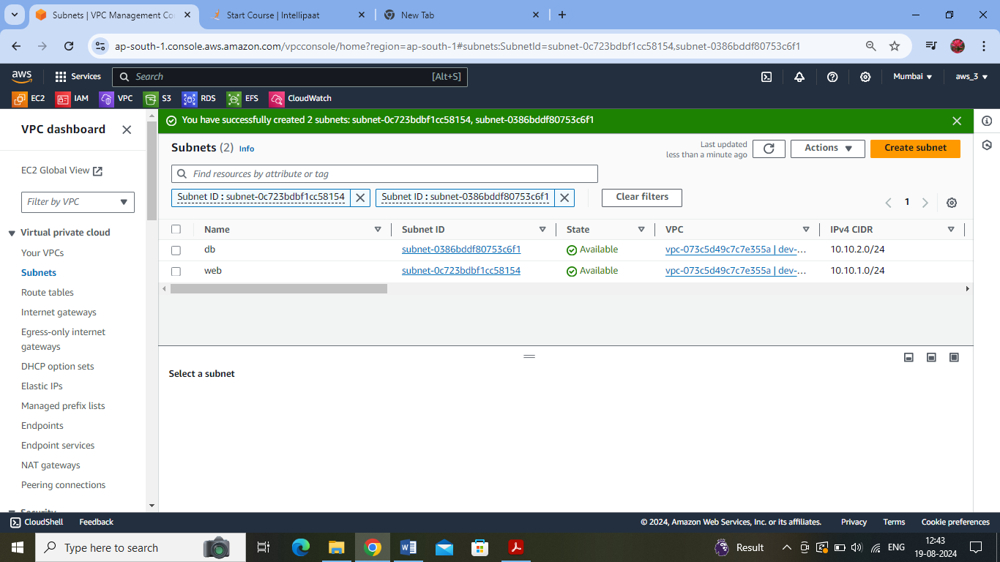 Subnets | VPC Management Co
Start Course | Intellipaat
New Tab
ap-south-1.console.aws.amazon.com/vpcconsole/home?region=ap-south-1#subnets:SubnetId=subnet-0c723bdbf1cc58154,subnet-0386bddf80753c6f1
aws Services Search [Alt+S] Mumbai aws_3
EC2 IAM VPC S3 RDS EFS CloudWatch
VPC dashboard
EC2 Global View
Filter by VPC
Virtual private cloud
Your VPCs
Subnets
Route tables
Internet gateways
Egress-only internet
gateways
DHCP option sets
Elastic IPs
Managed prefix lists
Endpoints
Endpoint services
NAT gateways
Peering connections
Security
You have successfully created 2 subnets: subnet-0c723bdbf1cc58154, subnet-0386bddf80753c6f1
Subnets (2) Info
Last updated
less than a minute ago
Actions
Create subnet
Find resources by attribute or tag
Subnet ID : subnet-0c723bdbf1cc58154
Subnet ID : subnet-0386bddf80753c6f1
Clear filters
1
Name Subnet ID State VPC IPv4 CIDR
db subnet-0386bddf80753c6f1 Available vpc-073c5d49c7c7e355a | dev-... 10.10.2.0/24
web subnet-0c723bdbf1cc58154 Available vpc-073c5d49c7c7e355a | dev-... 10.10.1.0/24
Select a subnet
CloudShell Feedback © 2024, Amazon Web Services, Inc. or its affiliates. Privacy Terms Cookie preferences
Type here to search
Result
ENG
12:43
19-08-2024